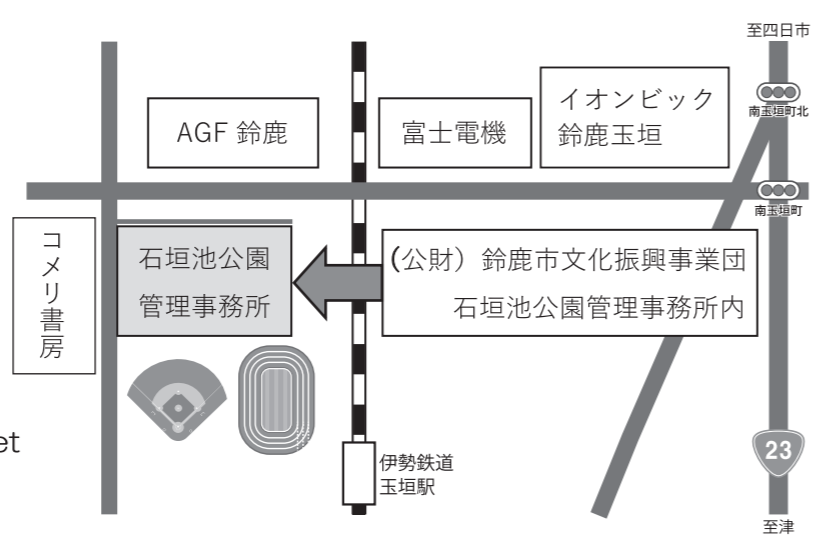 至四日市
南玉垣町北
AGF 鈴鹿
富士電機
イオンビック
鈴鹿玉垣
南玉垣町
コメリ書房
石垣池公園
管理事務所
(公財）鈴鹿市文化振興事業団
石垣池公園管理事務所内
et
伊勢鉄道
玉垣駅
23
至津